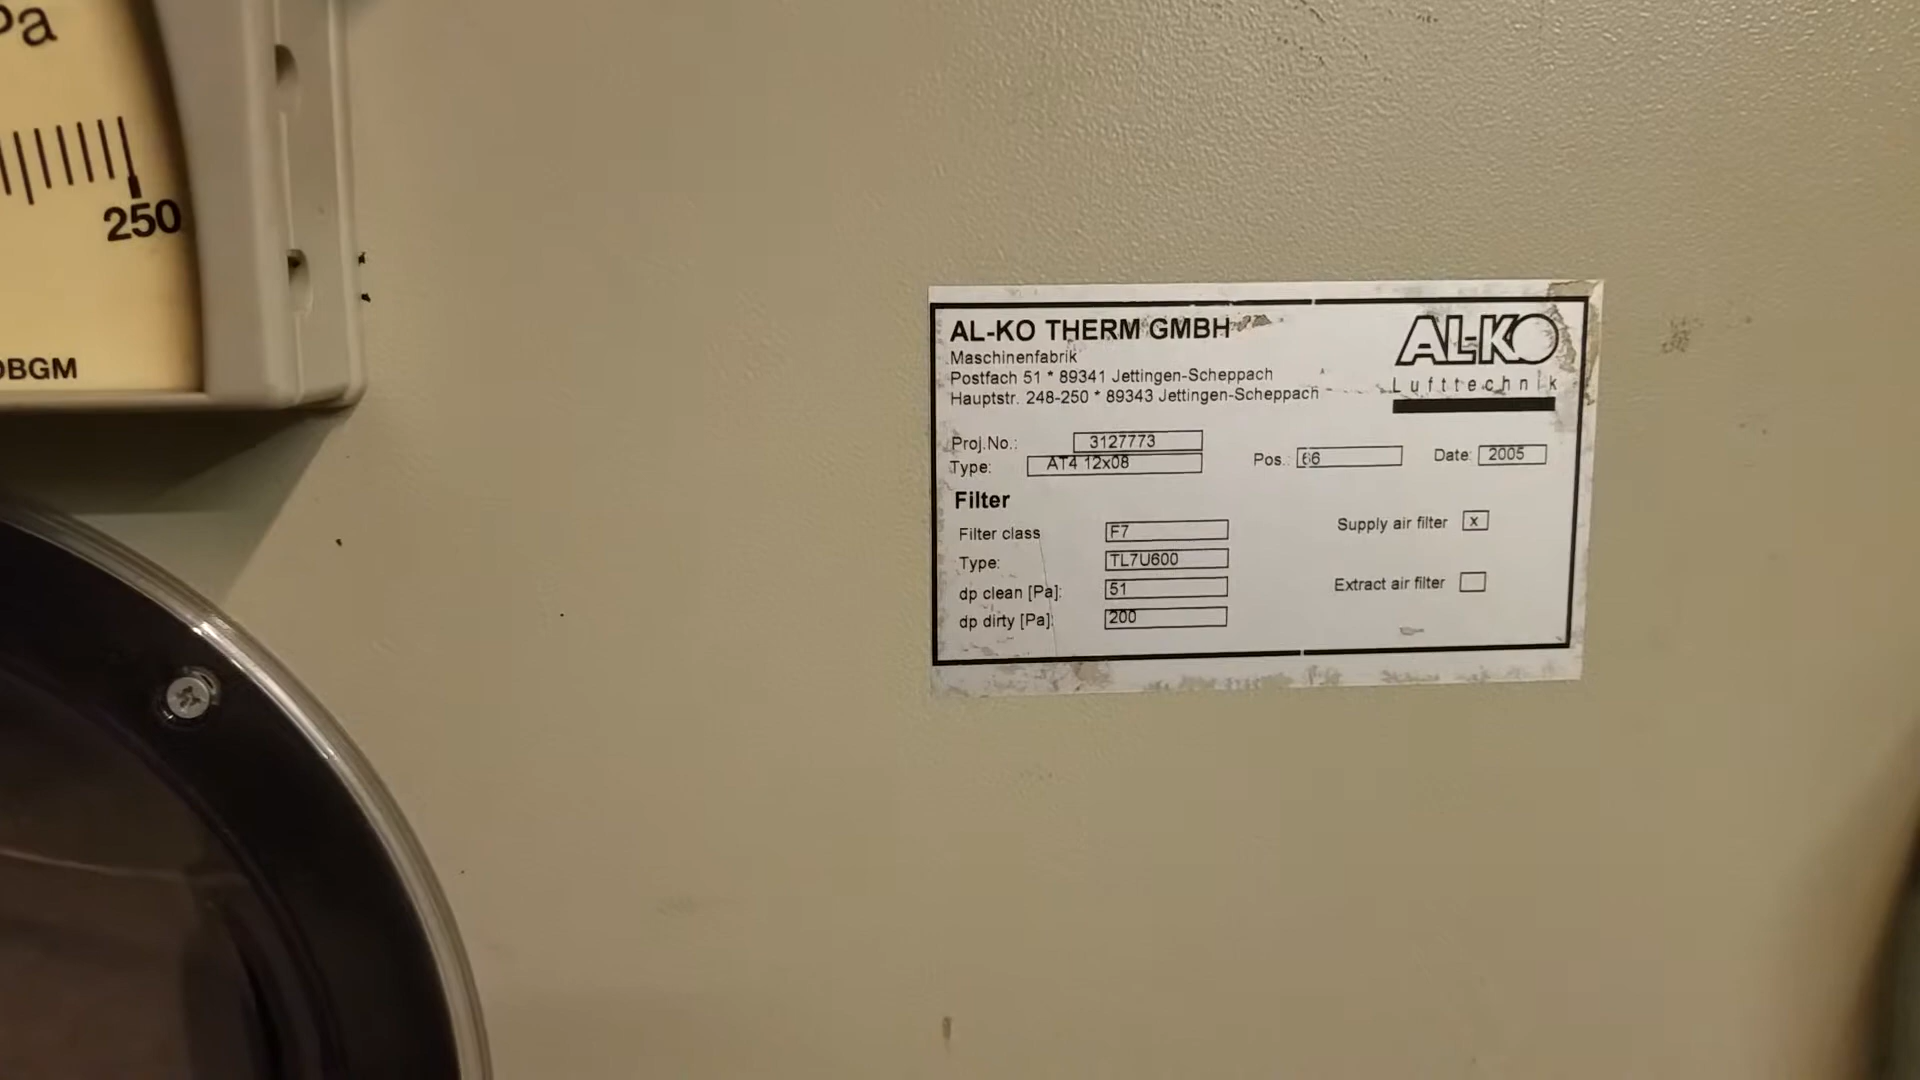 Pa
250
DBGM
AL-KO THERM GMBH
Maschinenfabrik
Postfach 51 * 89341 Jettingen-Scheppach
Hauptstr. 248-250 * 89343 Jettingen-Scheppach
AL-KO
Lufttechnik
Proj.No.: 3127773
Type: AT4 12x08 Pos.: 66 Date: 2005
Filter
Filter class F7 Supply air filter x
Type: TL7U600
dp clean [Pa]: 51 Extract air filter
dp dirty [Pa]: 200